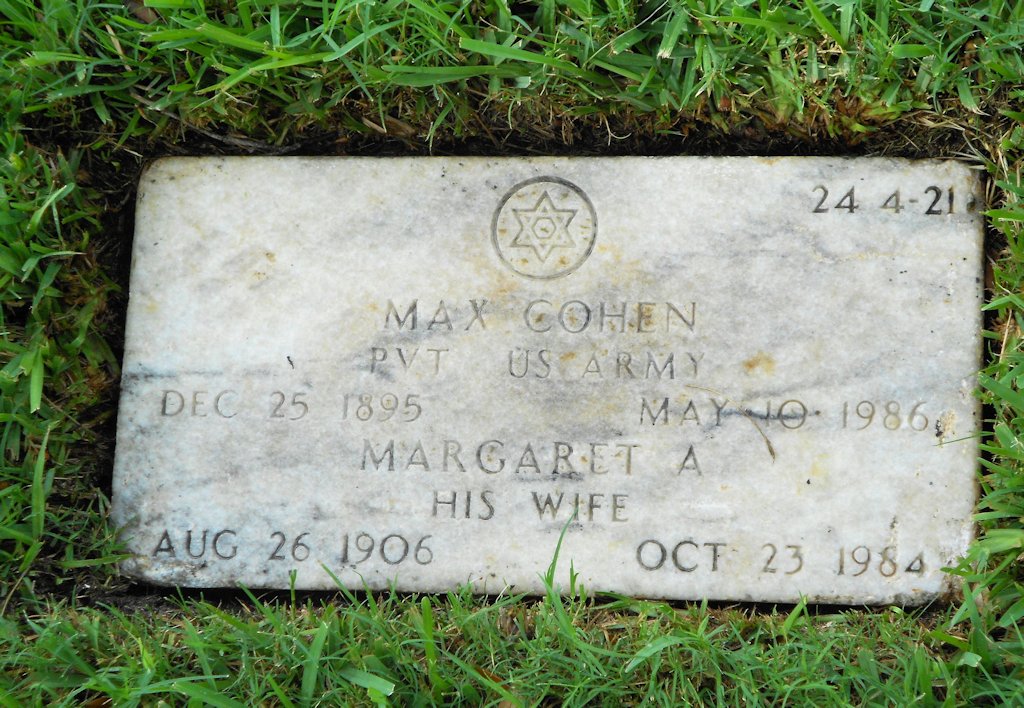 24 4-21
MAX COHEN
PVT US ARMY
DEC 25 1895 MAY 10 1986
MARGARET A
HIS WIFE
AUG 26 1906 OCT 23 1984